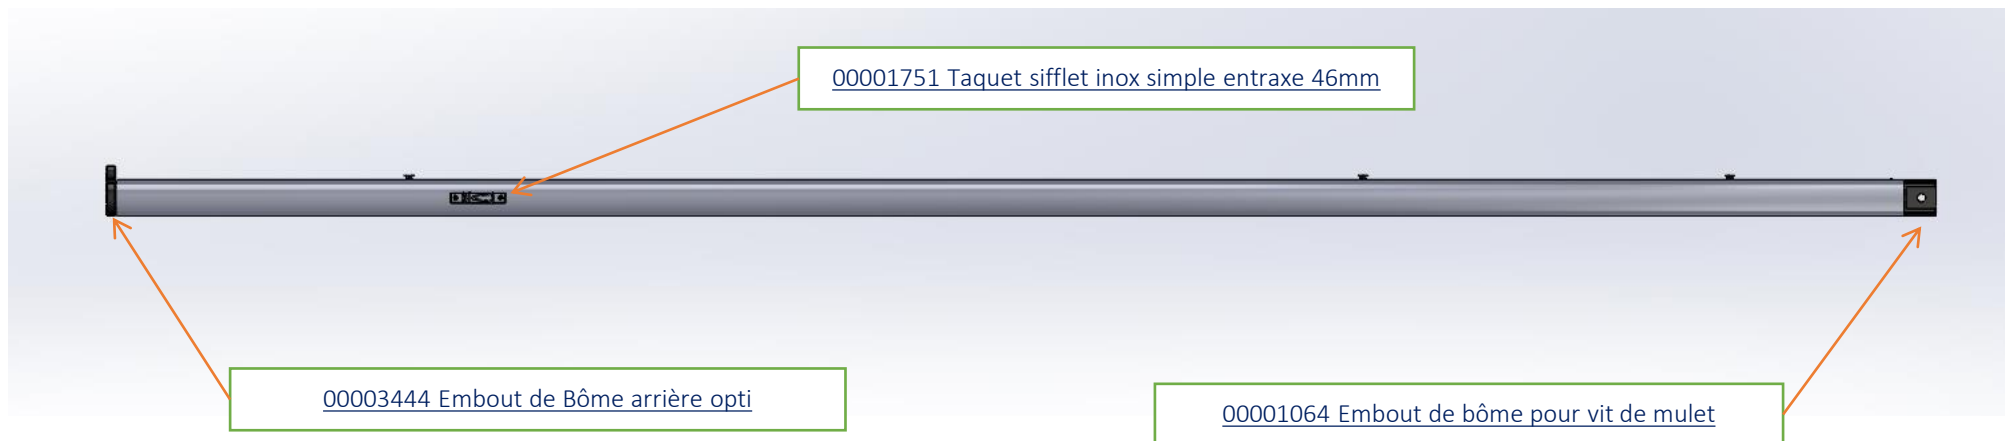 00001751 Taquet sifflet inox simple entraxe 46mm
00003444 Embout de Bôme arrière opti
00001064 Embout de bôme pour vit de mulet